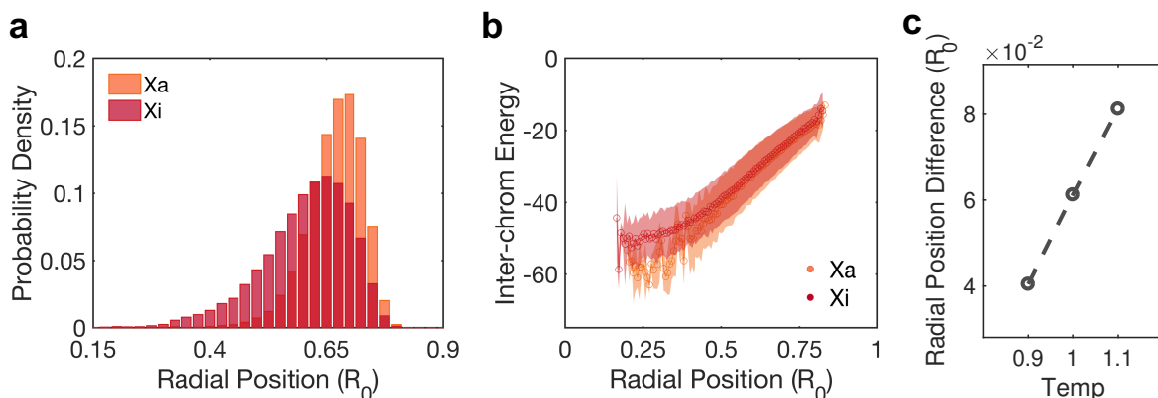 a
0.2
0.15
0.10
0.05
0
Probability Density
Xa
Xi
0.15
0.4
0.65
0.9
Radial Position (R0)
b
0
-20
-40
-60
-80
Inter-chrom Energy
Xa
Xi
0
0.25
0.5
0.75
1
Radial Position (R0)
c
×10-2
8
6
4
Radial Position Difference (R0)
0.9
1
1.1
Temp